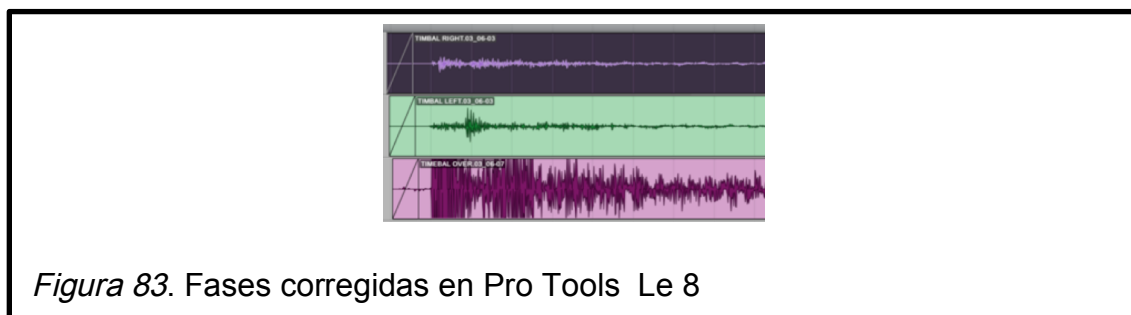 TIMBAL RIGHT.03_06-03
TIMBAL LEFT.03_06-03
TIMEBAL OVER.03_06-07
Figura 83. Fases corregidas en Pro Tools Le 8